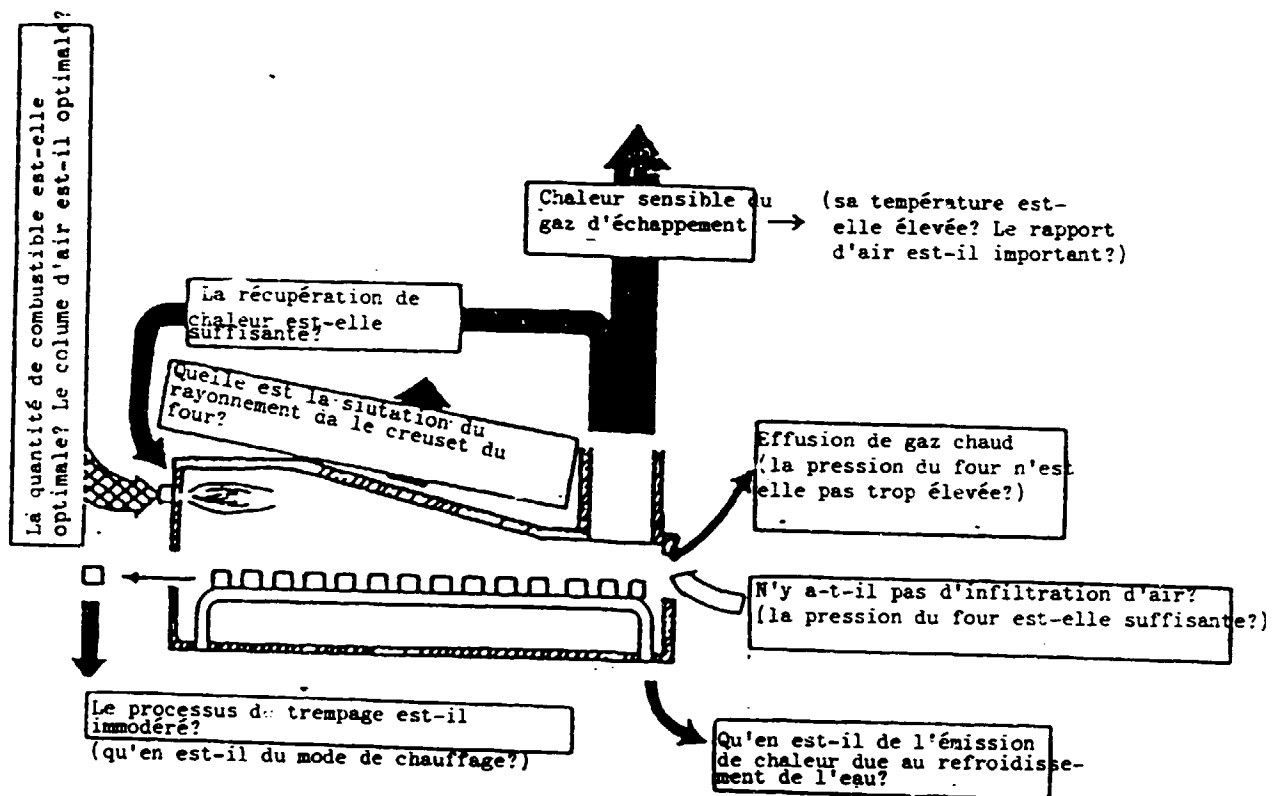 La quantité de combustible est-elle
optimale? Le colume d'air est-il optimale?
Chaleur sensible du
gaz d'échappement
(sa température est-
elle élevée? Le rapport
d'air est-il important?)
La récupération de
chaleur est-elle
suffisante?
Quelle est la slutation du
rayonnement da le creuset du
four?
Effusion de gaz chaud
(la pression du four n'est
elle pas trop élevée?)
N'y a-t-il pas d'infiltration d'air?
(la pression du four est-elle suffisante?)
Le processus du trempage est-il
immodéré?
(qu'en est-il du mode de chauffage?)
Qu'en est-il de l'émission
de chaleur due au refroidisse-
ment de l'eau?